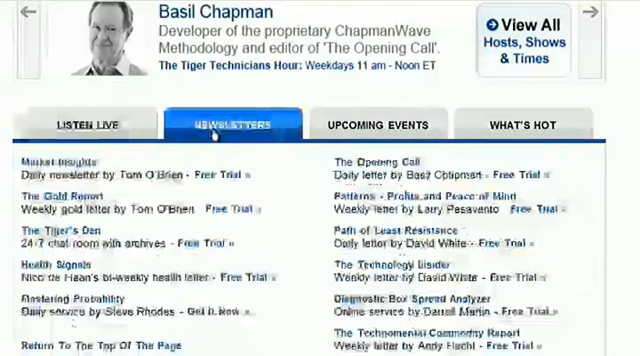 Basil Chapman
Developer of the proprietary ChapmanWave
Methodology and editor of 'The Opening Call'.
The Tiger Technicians Hour: Weekdays 11 am - Noon ET
View All
Hosts, Shows
& Times
LISTEN LIVE
NEWSLETTERS
UPCOMING EVENTS
WHAT'S HOT
Market Insights
Daily newsletter by Tom O'Brien - Free Trial »
The Gold Report
Weekly gold letter by Tom O'Brien Free Trial »
The Tiger's Den
24-7 chat room with archives - Free Trial »
Health Signals
Nico de Haan's bi-weekly health letter - Free Trial »
Mastering Probability
Daily service by Steve Rhodes - Get it Now »
Return To The Top Of The Page
The Opening Call
Daily letter by Basil Chapman - Free Trial »
Patterns - Profits and Peace of Mind
Weekly letter by Larry Pesavento Free Trial »
Path of Least Resistance
Daily letter by David White - Free Trial »
The Technology Insider
Weekly letter by David White - Free Trial »
Diagnostic Box Spread Analyzer
Online service by Darrell Martin - Free Trial »
The Technomental Commodity Report
Weekly letter by Andy Hecht - Free Trial »